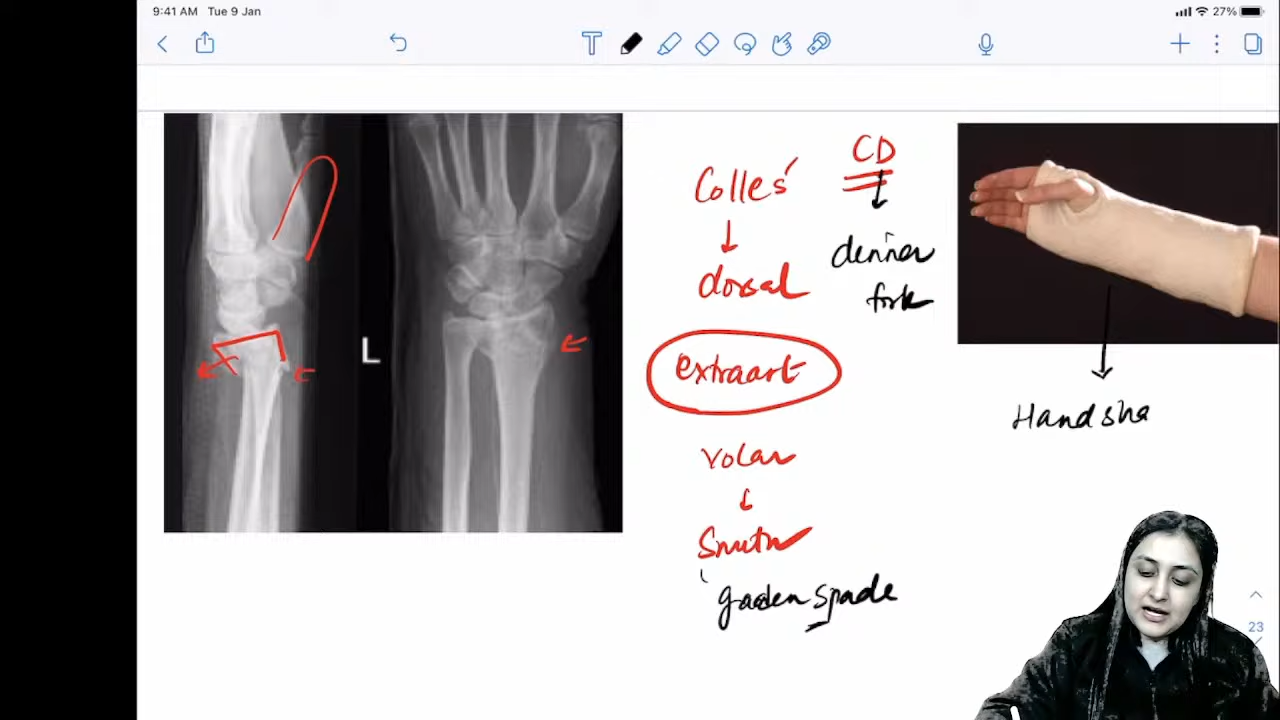 9:41 AM Tue 9 Jan
27%
Colles'
CD
dorsal
dinner
fork
extraart
volar
Smith
garden spade
L
Handsha
23